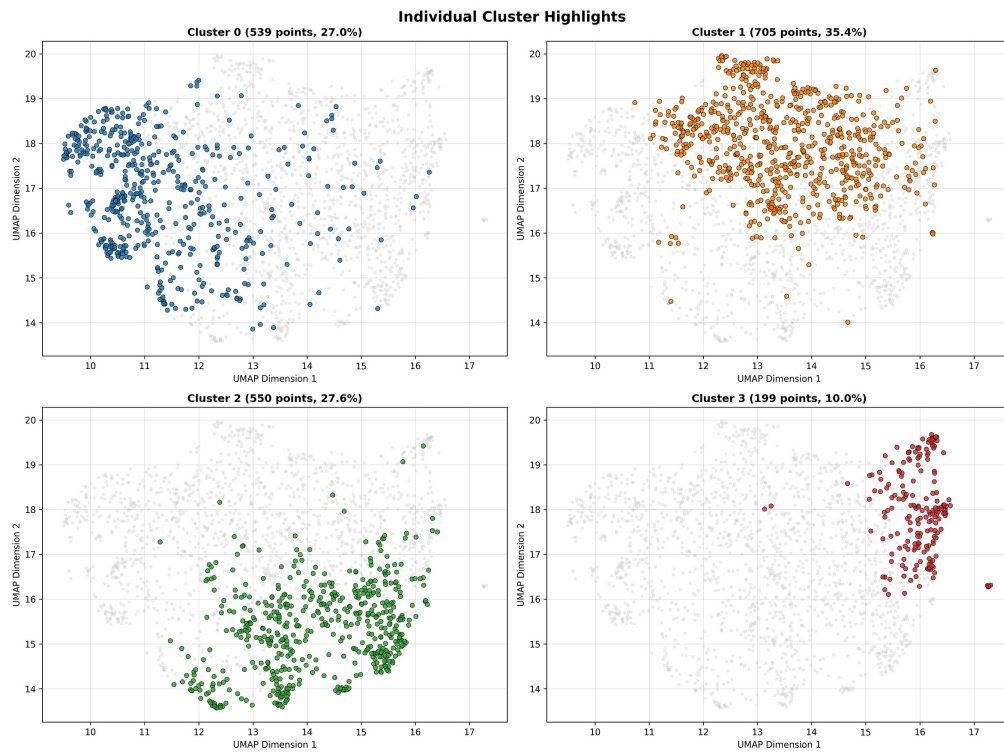 Individual Cluster Highlights
Cluster 0 (539 points, 27.0%)
Cluster 1 (705 points, 35.4%)
20
19
18
17
16
15
14
UMAP Dimension 2
10 11 12 13 14 15 16 17
UMAP Dimension 1
20
19
18
17
16
15
14
UMAP Dimension 2
10 11 12 13 14 15 16 17
UMAP Dimension 1
Cluster 2 (550 points, 27.6%)
Cluster 3 (199 points, 10.0%)
20
19
18
17
16
15
14
UMAP Dimension 2
10 11 12 13 14 15 16 17
UMAP Dimension 1
20
19
18
17
16
15
14
UMAP Dimension 2
10 11 12 13 14 15 16 17
UMAP Dimension 1